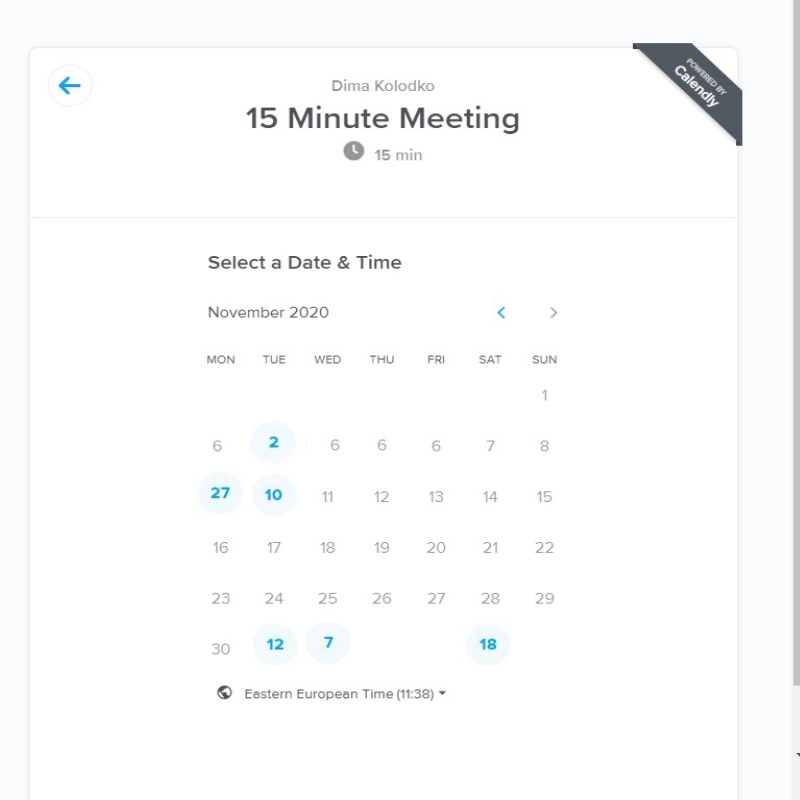 Dima Kolodko
15 Minute Meeting
15 min
POWERED BY
Calendly
Select a Date & Time
November 2020
MON TUE WED THU FRI SAT SUN
1
6 2 6 6 6 7 8
27 10 11 12 13 14 15
16 17 18 19 20 21 22
23 24 25 26 27 28 29
30 12 7 18
Eastern European Time (11:38)